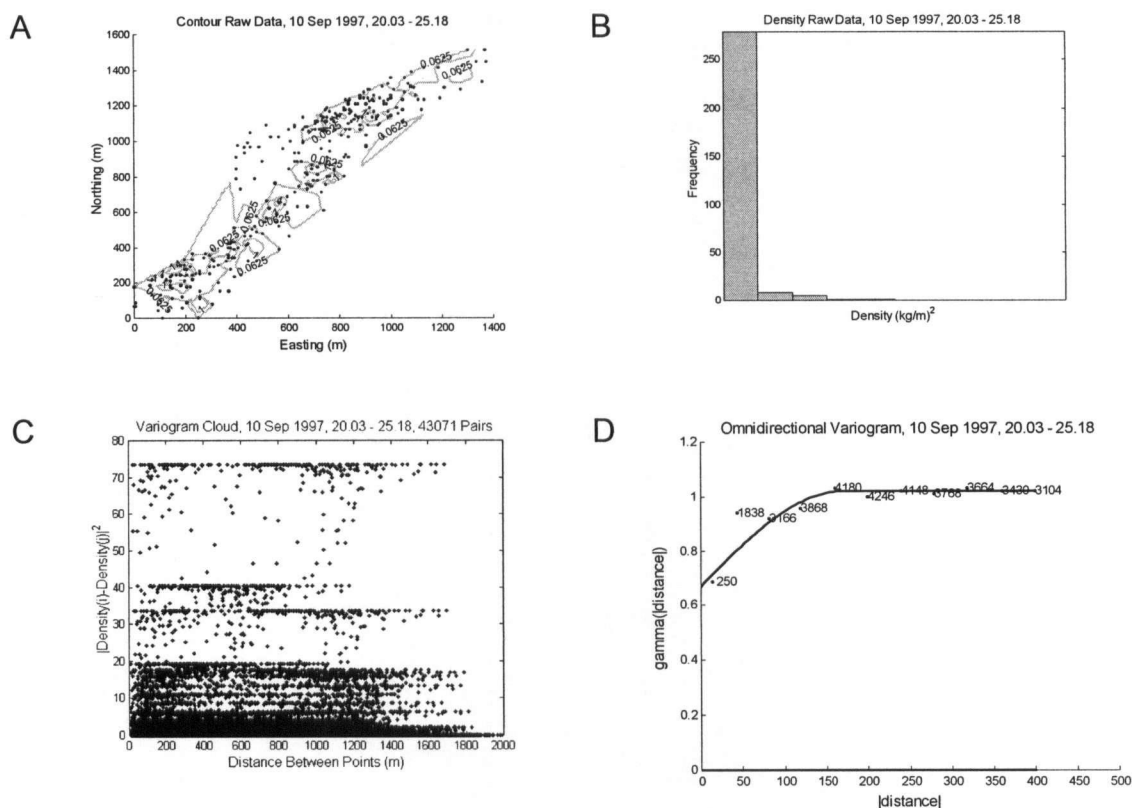 A
Contour Raw Data, 10 Sep 1997, 20.03 - 25.18
1600
1400
1200
1000
800
600
400
200
0
Northing (m)
0.0625
0.0625
0.0625
0.0625
0.0625
0.0625
0.0625
0.0625
0.0625
0 200 400 600 800 1000 1200 1400
Easting (m)
B
Density Raw Data, 10 Sep 1997, 20.03 - 25.18
250
200
150
100
50
0
Frequency
Density (kg/m)²
C
Variogram Cloud, 10 Sep 1997, 20.03 - 25.18, 43071 Pairs
80
70
60
50
40
30
20
10
0
|Density(i)-Density(j)|²
0 200 400 600 800 1000 1200 1400 1600 1800 2000
Distance Between Points (m)
D
Omnidirectional Variogram, 10 Sep 1997, 20.03 - 25.18
1.2
1
0.8
0.6
0.4
0.2
0
gamma(|distance|)
250
1838
3166
3868
4180
4246
4148
3768
3664
3430
3104
0 50 100 150 200 250 300 350 400 450 500
|distance|